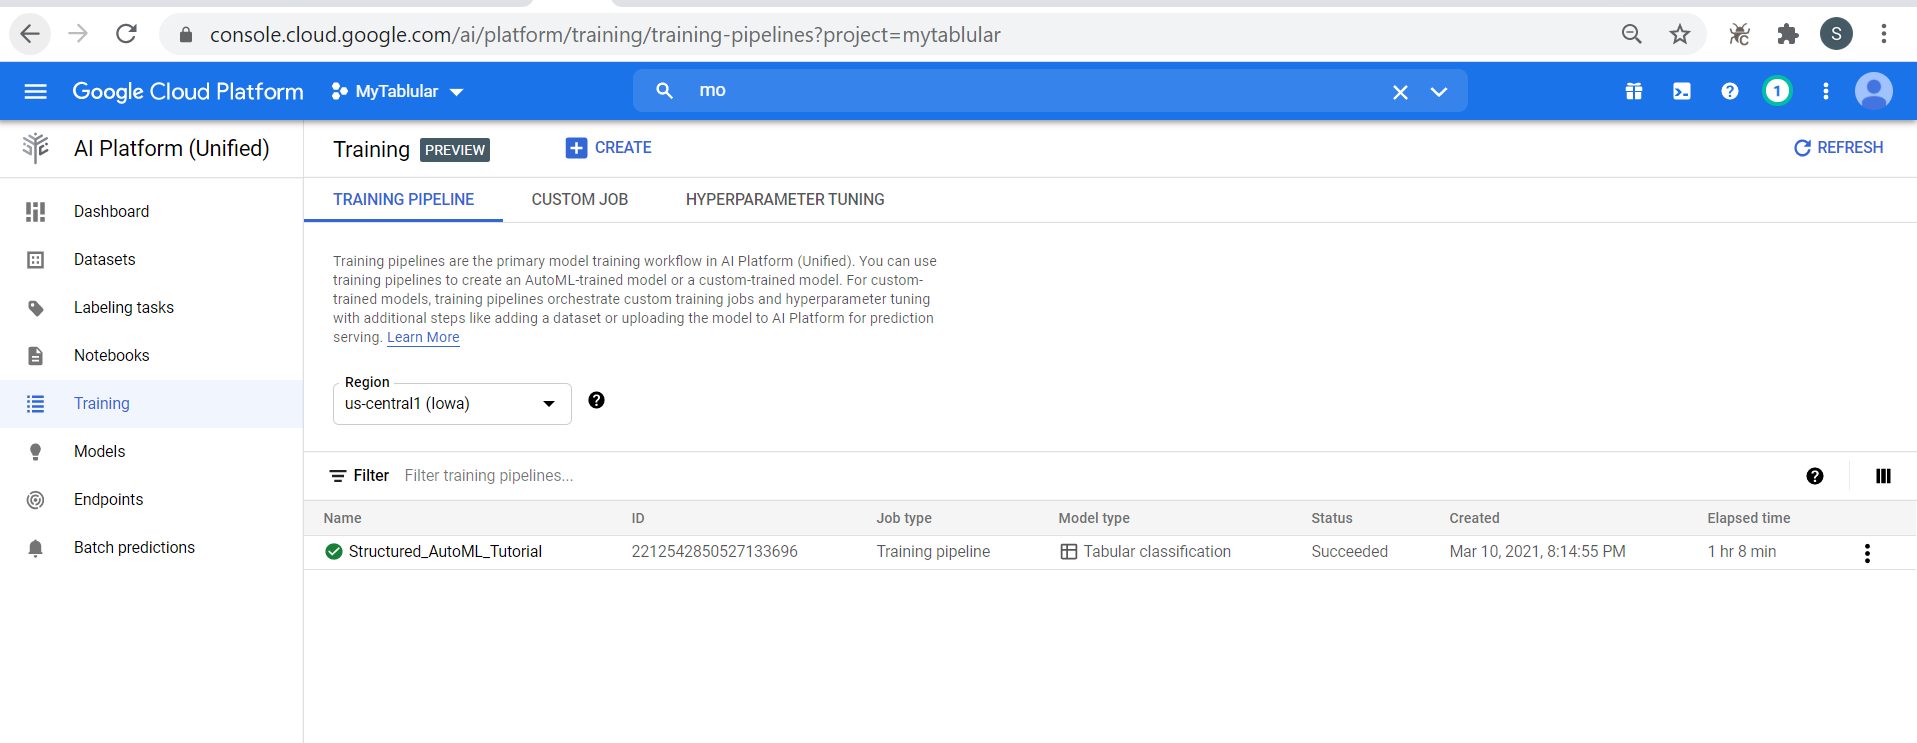 console.cloud.google.com/ai/platform/training/training-pipelines?project=mytablular
S
Google Cloud Platform
MyTablular
mo
1
AI Platform (Unified)
Training PREVIEW
CREATE
REFRESH
TRAINING PIPELINE
CUSTOM JOB
HYPERPARAMETER TUNING
Dashboard
Datasets
Labeling tasks
Notebooks
Training
Models
Endpoints
Batch predictions
Training pipelines are the primary model training workflow in AI Platform (Unified). You can use
training pipelines to create an AutoML-trained model or a custom-trained model. For custom-
trained models, training pipelines orchestrate custom training jobs and hyperparameter tuning
with additional steps like adding a dataset or uploading the model to AI Platform for prediction
serving. Learn More
Region
us-central1 (Iowa)
Filter Filter training pipelines...
Name ID Job type Model type Status Created Elapsed time
Structured_AutoML_Tutorial 2212542850527133696 Training pipeline Tabular classification Succeeded Mar 10, 2021, 8:14:55 PM 1 hr 8 min